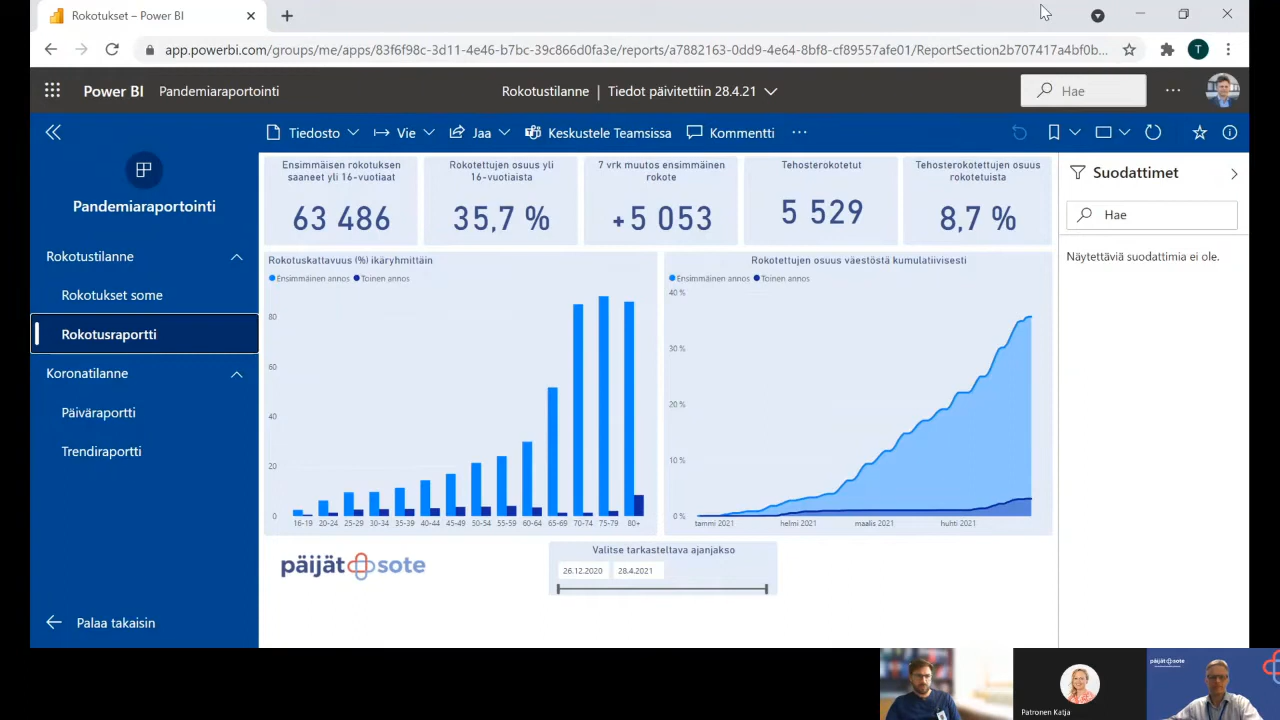 Rokotukset – Power BI
app.powerbi.com/groups/me/apps/83f6f98c-3d11-4e46-b7bc-39c866d0fa3e/reports/a7882163-0dd9-4e64-8bf8-cf89557afe01/ReportSection2b707417a4bf0b...
T
Power BI Pandemiaraportointi
Rokotustilanne | Tiedot päivitettiin 28.4.21
Hae
Tiedosto Vie Jaa Keskustele Teamsissa Kommentti
Pandemiaraportointi
Rokotustilanne
Rokotukset some
Rokotusraportti
Koronatilanne
Päiväraportti
Trendiraportti
Palaa takaisin
Ensimmäisen rokotuksen
saaneet yli 16-vuotiaat
63 486
Rokotettujen osuus yli
16-vuotiaista
35,7 %
7 vrk muutos ensimmäinen
rokote
+5 053
Tehosterokotetut
5 529
Tehosterokotettujen osuus
rokotetuista
8,7 %
Rokotuskattavuus (%) ikäryhmittäin
Ensimmäinen annos Toinen annos
80
60
40
20
0
16-19 20-24 25-29 30-34 35-39 40-44 45-49 50-54 55-59 60-64 65-69 70-74 75-79 80+
Rokotettujen osuus väestöstä kumulatiivisesti
Ensimmäinen annos Toinen annos
40 %
30 %
20 %
10 %
0 %
tammi 2021 helmi 2021 maalis 2021 huhti 2021
päijät sote
Valitse tarkasteltava ajanjakso
26.12.2020 28.4.2021
Suodattimet
Hae
Näytettäviä suodattimia ei ole.
Patronen Katja
päijät sote